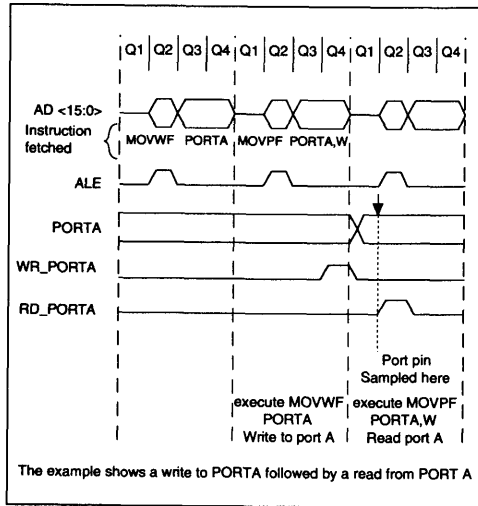 Q1 Q2 Q3 Q4 Q1 Q2 Q3 Q4 Q1 Q2 Q3 Q4
AD <15:0>
Instruction
fetched
MOVWF PORTA MOVPF PORTA,W
ALE
PORTA
WR_PORTA
RD_PORTA
Port pin
Sampled here
execute MOVWF
PORTA
Write to port A
execute MOVPF
PORTA,W
Read port A
The example shows a write to PORTA followed by a read from PORT A